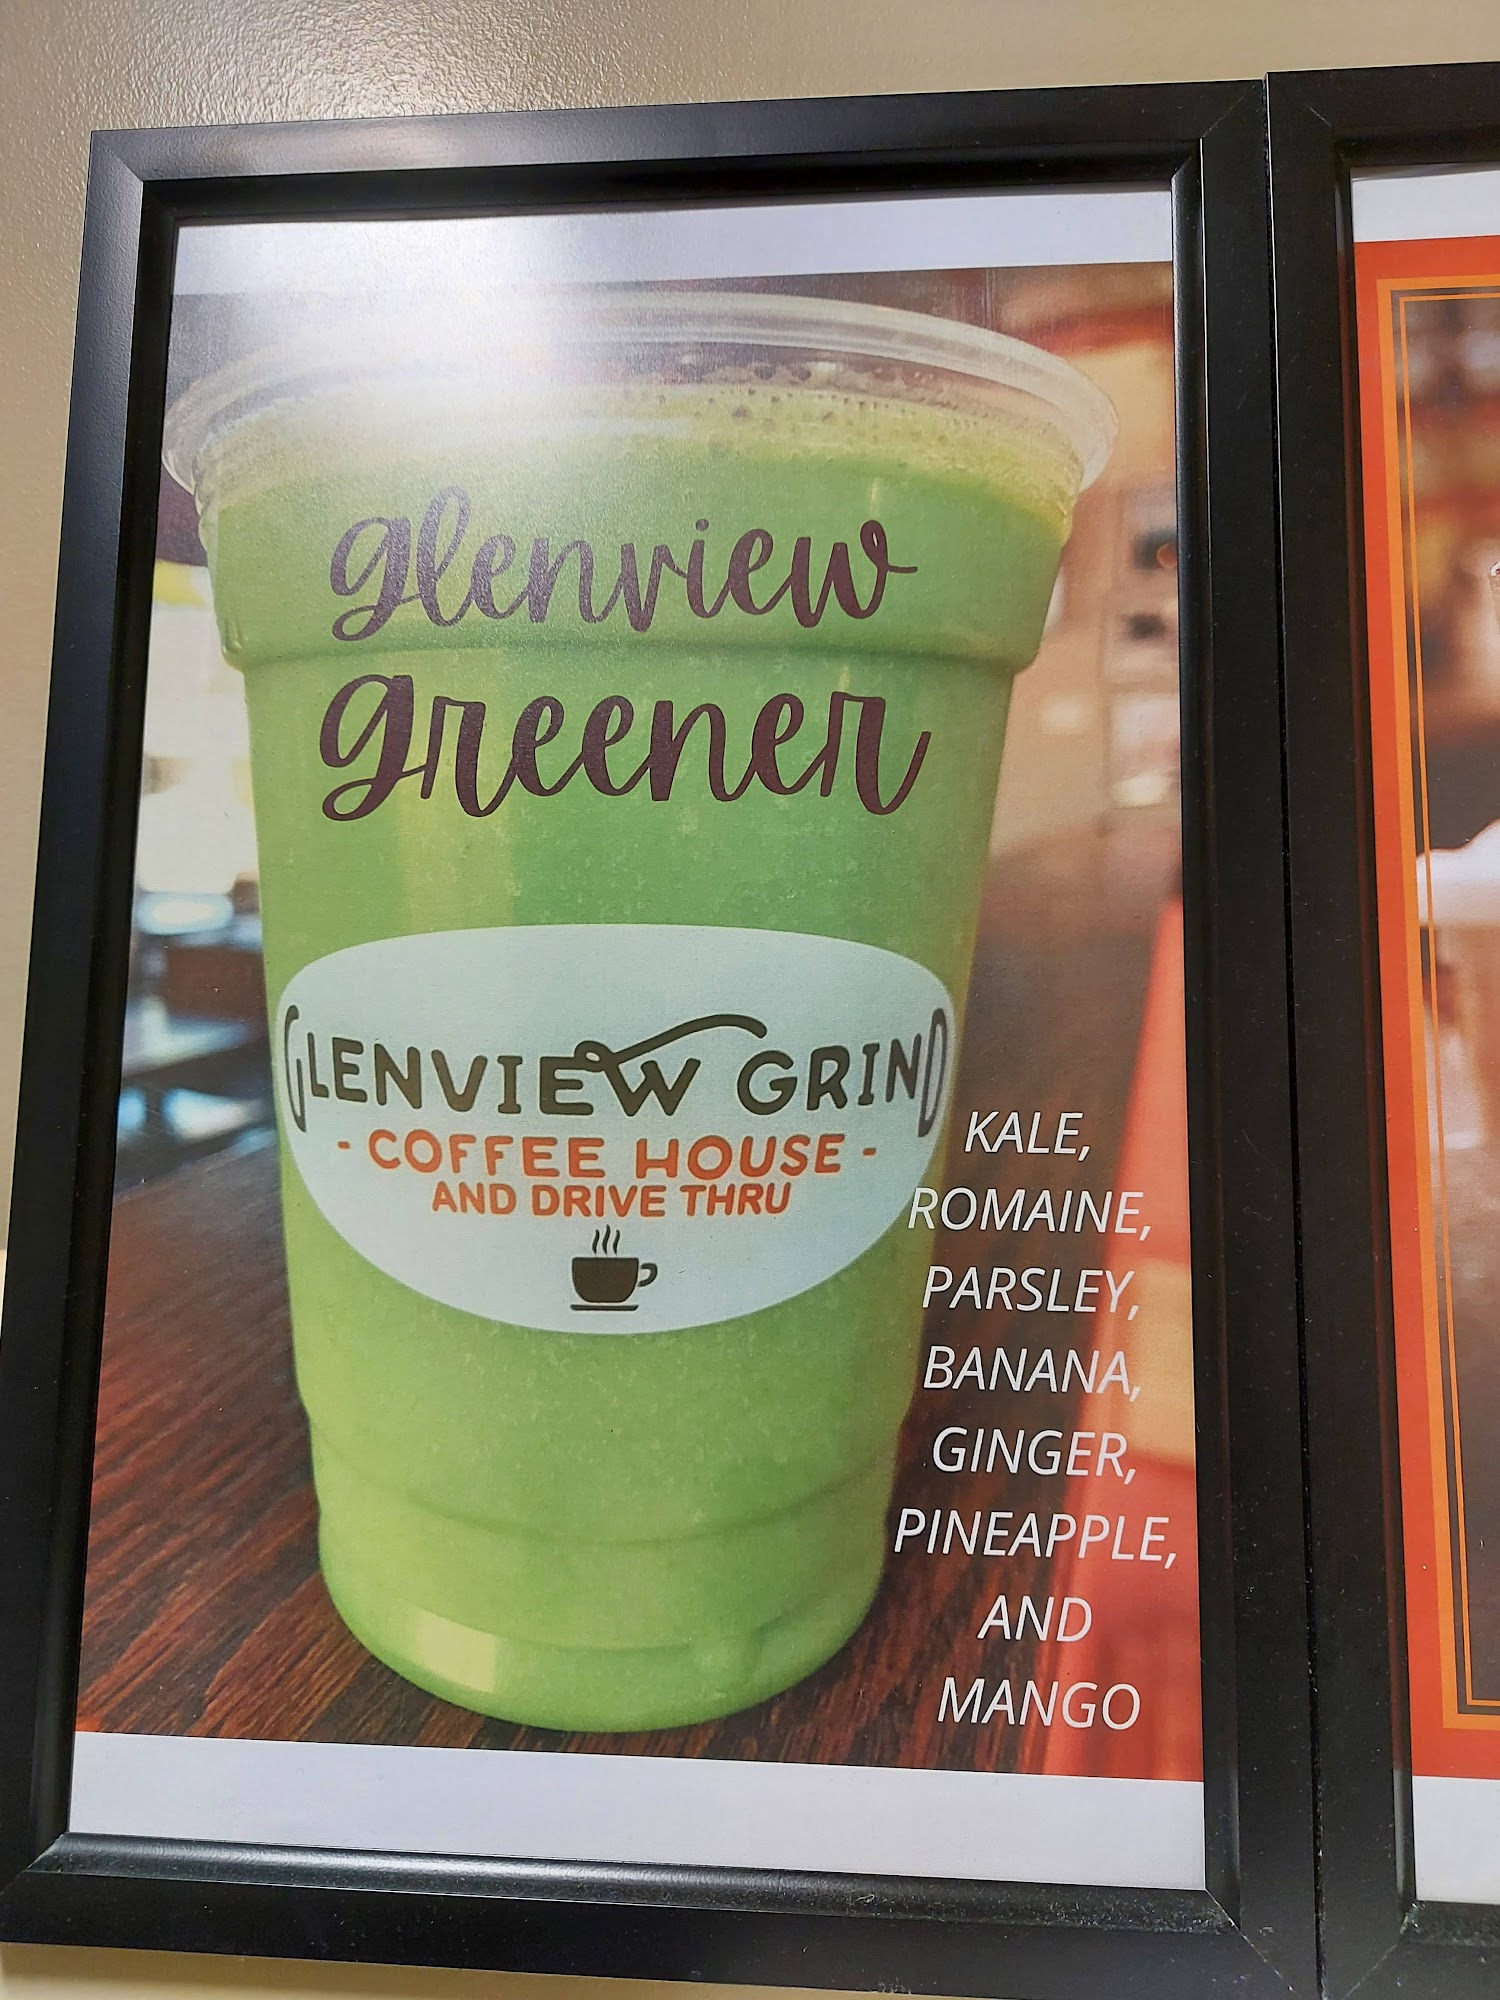 glenview
greener
GLENVIEW GRIND
- COFFEE HOUSE -
AND DRIVE THRU
KALE,
ROMAINE,
PARSLEY,
BANANA,
GINGER,
PINEAPPLE,
AND
MANGO